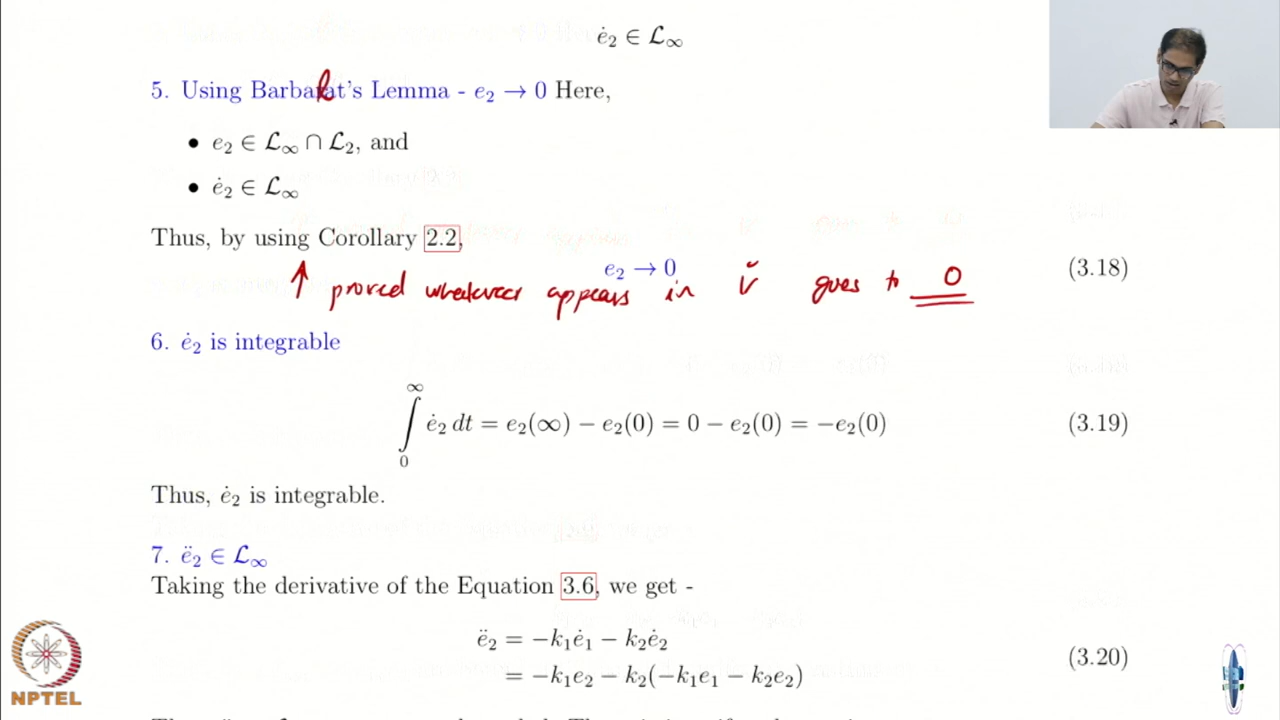 ė₂ ∈ 𝓛∞
5. Using Barbalat's Lemma - e₂ → 0 Here,
• e₂ ∈ 𝓛∞ ∩ 𝓛₂, and
• ė₂ ∈ 𝓛∞
Thus, by using Corollary 2.2,
e₂ → 0 (3.18)
↑ proved whatever appears in V̇ goes to 0
6. ė₂ is integrable
∫₀^∞ ė₂ dt = e₂(∞) − e₂(0) = 0 − e₂(0) = −e₂(0) (3.19)
Thus, ė₂ is integrable.
7. ë₂ ∈ 𝓛∞
Taking the derivative of the Equation 3.6, we get -
ë₂ = −k₁ė₁ − k₂ė₂
= −k₁e₂ − k₂(−k₁e₁ − k₂e₂) (3.20)
NPTEL